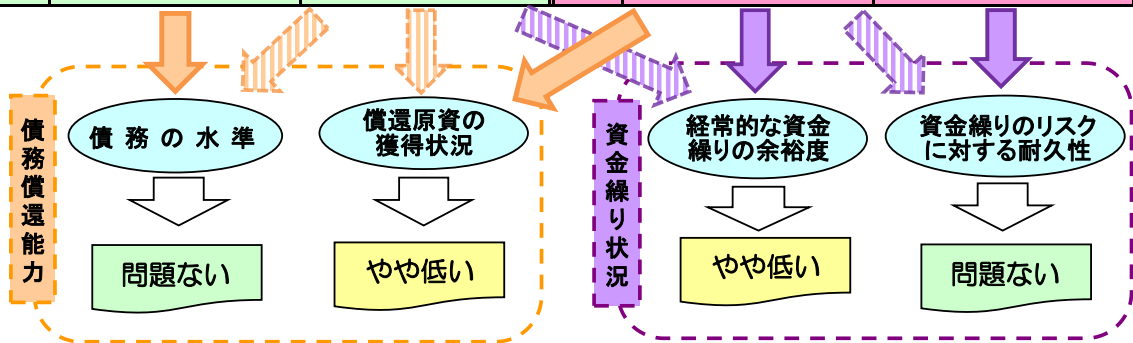 債務償還能力
債務の水準
償還原資の
獲得状況
問題ない
やや低い
資金繰り状況
経常的な資金
繰りの余裕度
資金繰りのリスク
に対する耐久性
やや低い
問題ない